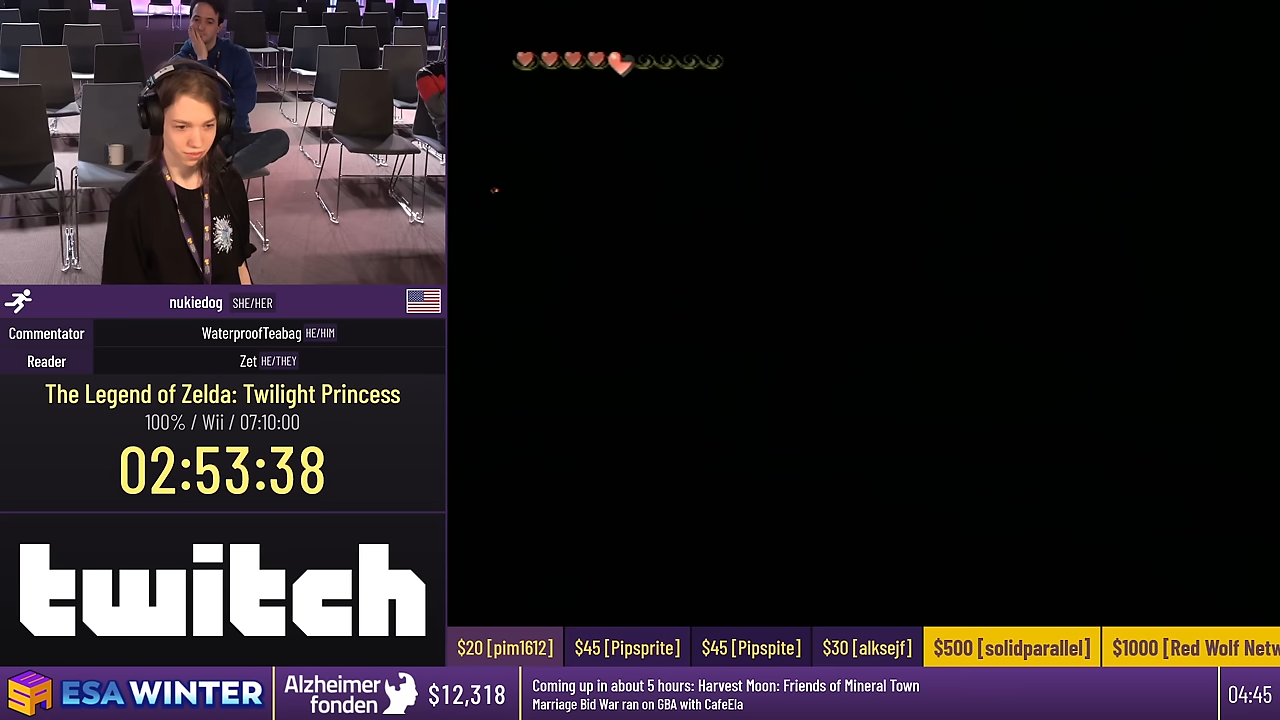 nukiedog SHE/HER
Commentator WaterproofTeabag HE/HIM
Reader Zet HE/THEY
The Legend of Zelda: Twilight Princess
100% / Wii / 07:10:00
02:53:38
twitch
$20 [pim1612] $45 [Pipsprite] $45 [Pipspite] $30 [alksejf] $500 [solidparallel] $1000 [Red Wolf Netw
ESA WINTER
Alzheimer
fonden
$12,318
Coming up in about 5 hours: Harvest Moon: Friends of Mineral Town
Marriage Bid War ran on GBA with CafeEla
04:45